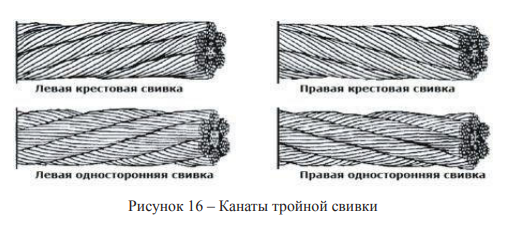 Левая крестовая свивка
Правая крестовая свивка
Левая односторонняя свивка
Правая односторонняя свивка
Рисунок 16 – Канаты тройной свивки